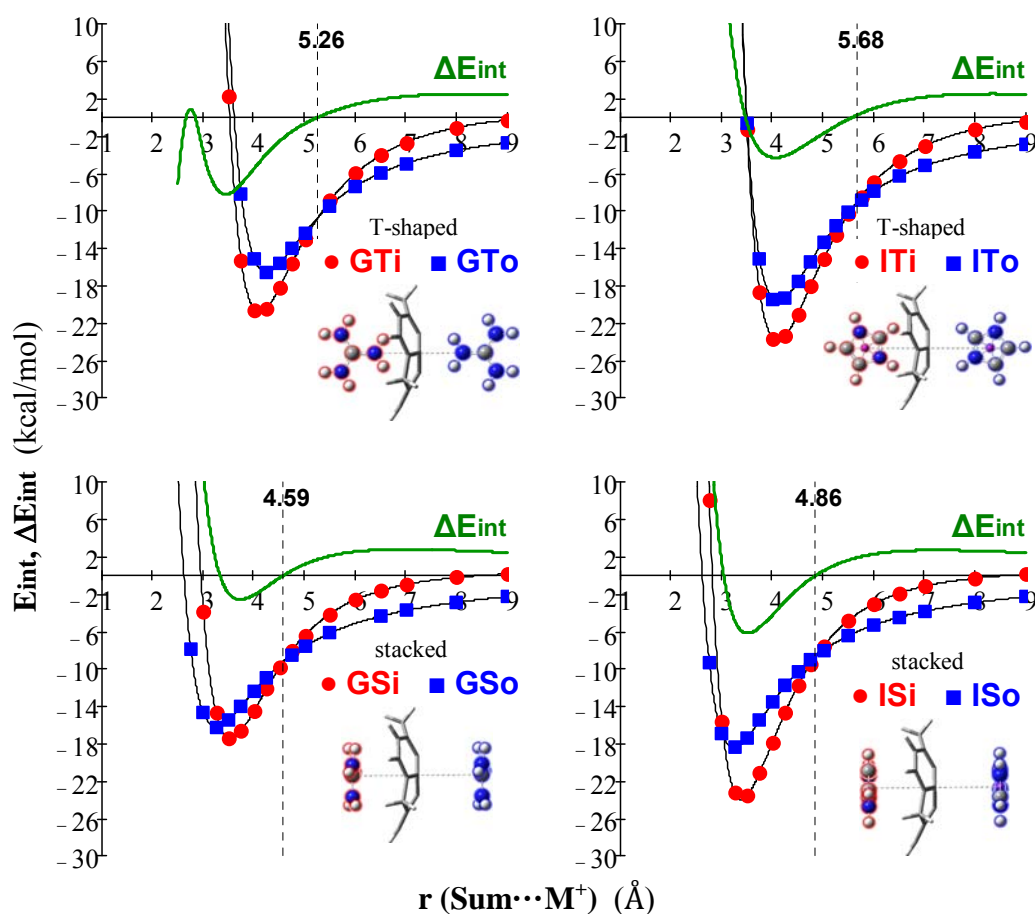 10
6
2
−2
−6
−10
−14
−18
−22
−26
−30
1 2 3 4 5 6 7 8 9
5.26
ΔEint
T-shaped
GTi GTo
10
6
2
−2
−6
−10
−14
−18
−22
−26
−30
1 2 3 4 5 6 7 8 9
5.68
ΔEint
T-shaped
ITi ITo
Eint, ΔEint (kcal/mol)
10
6
2
−2
−6
−10
−14
−18
−22
−26
−30
1 2 3 4 5 6 7 8 9
4.59
ΔEint
stacked
GSi GSo
10
6
2
−2
−6
−10
−14
−18
−22
−26
−30
1 2 3 4 5 6 7 8 9
4.86
ΔEint
stacked
ISi ISo
r (Sum···M⁺) (Å)